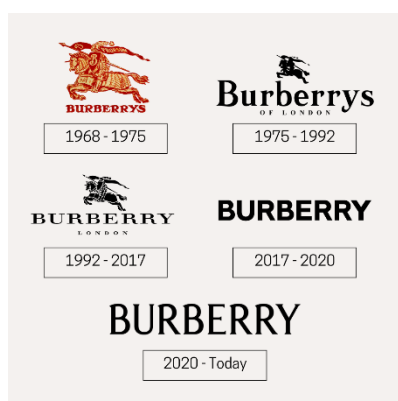 BURBERRYS
1968 - 1975
Burberrys
OF LONDON
1975 - 1992
BURBERRY
LONDON
1992 - 2017
BURBERRY
2017 - 2020
BURBERRY
2020 - Today